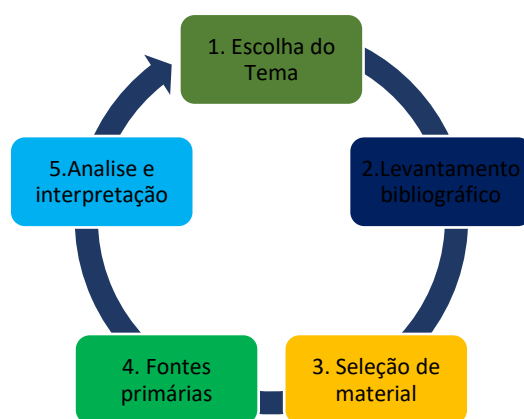 1. Escolha do
Tema
2.Levantamento
bibliográfico
3. Seleção de
material
4. Fontes
primárias
5.Analise e
interpretação